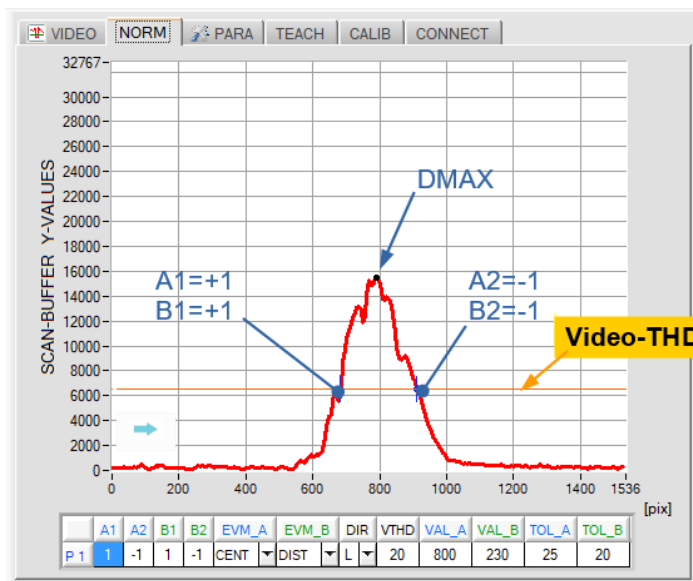 VIDEO NORM PARA TEACH CALIB CONNECT
SCAN-BUFFER Y-VALUES
32767
30000
28000
26000
24000
22000
20000
18000
16000
14000
12000
10000
8000
6000
4000
2000
0
DMAX
A1=+1
B1=+1
A2=-1
B2=-1
Video-THD
0 200 400 600 800 1000 1200 1400 1536
[pix]
A1 A2 B1 B2 EVM_A EVM_B DIR VTHD VAL_A VAL_B TOL_A TOL_B
P 1 1 -1 1 -1 CENT DIST L 20 800 230 25 20